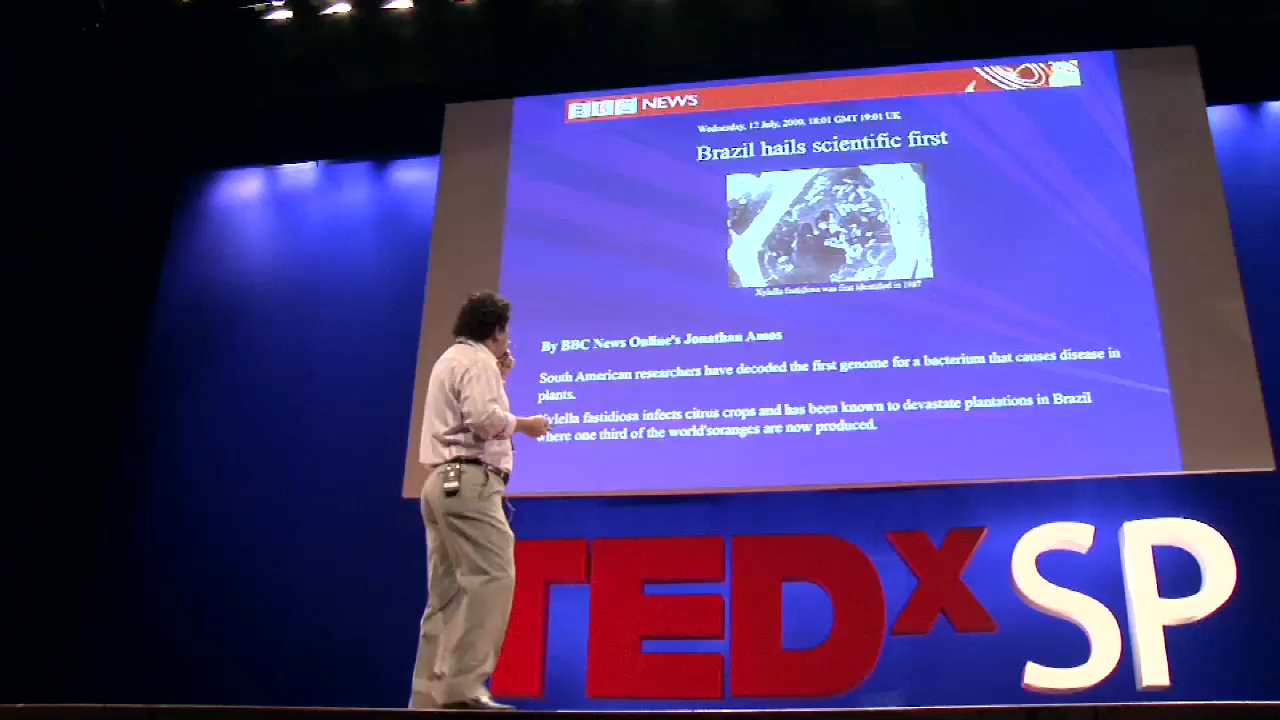 BBC NEWS
Wednesday, 12 July, 2000, 18:01 GMT 19:01 UK
Brazil hails scientific first
Xylella fastidiosa was first identified in 1987
By BBC News Online's Jonathan Amos
South American researchers have decoded the first genome for a bacterium that causes disease in
plants.
Xylella fastidiosa infects citrus crops and has been known to devastate plantations in Brazil
where one third of the world'soranges are now produced.
TEDx SP